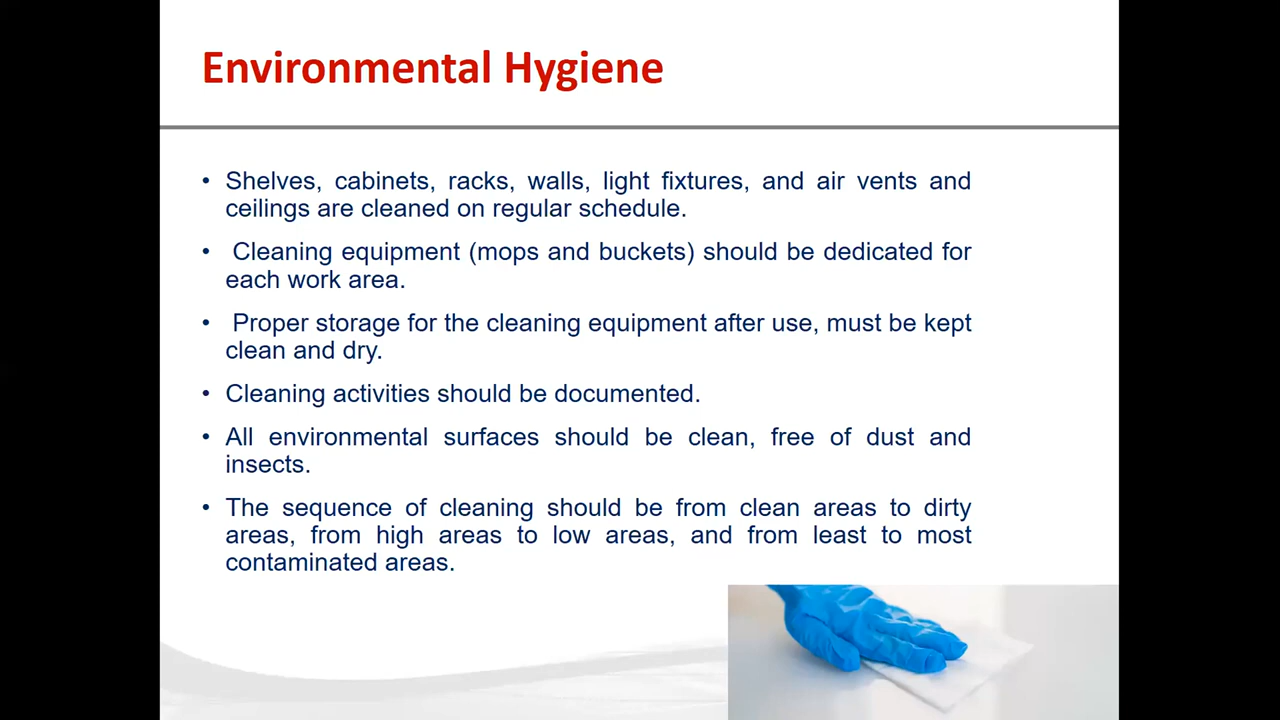 Environmental Hygiene
• Shelves, cabinets, racks, walls, light fixtures, and air vents and
ceilings are cleaned on regular schedule.
• Cleaning equipment (mops and buckets) should be dedicated for
each work area.
• Proper storage for the cleaning equipment after use, must be kept
clean and dry.
• Cleaning activities should be documented.
• All environmental surfaces should be clean, free of dust and
insects.
• The sequence of cleaning should be from clean areas to dirty
areas, from high areas to low areas, and from least to most
contaminated areas.